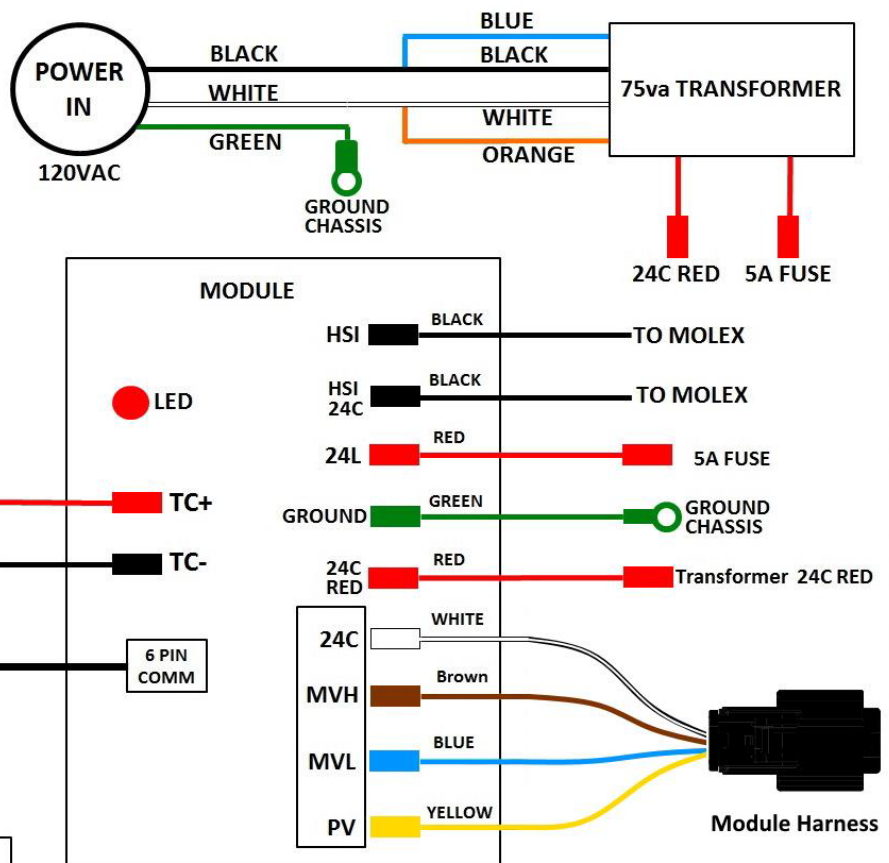 BLUE
BLACK
BLACK
POWER
IN
75va TRANSFORMER
WHITE
WHITE
GREEN
ORANGE
120VAC
GROUND
CHASSIS
24C RED
5A FUSE
MODULE
HSI
BLACK
TO MOLEX
LED
HSI
24C
BLACK
TO MOLEX
24L
RED
5A FUSE
TC+
GROUND
GREEN
GROUND
CHASSIS
TC-
24C
RED
RED
Transformer 24C RED
6 PIN
COMM
24C
WHITE
MVH
Brown
MVL
BLUE
PV
YELLOW
Module Harness